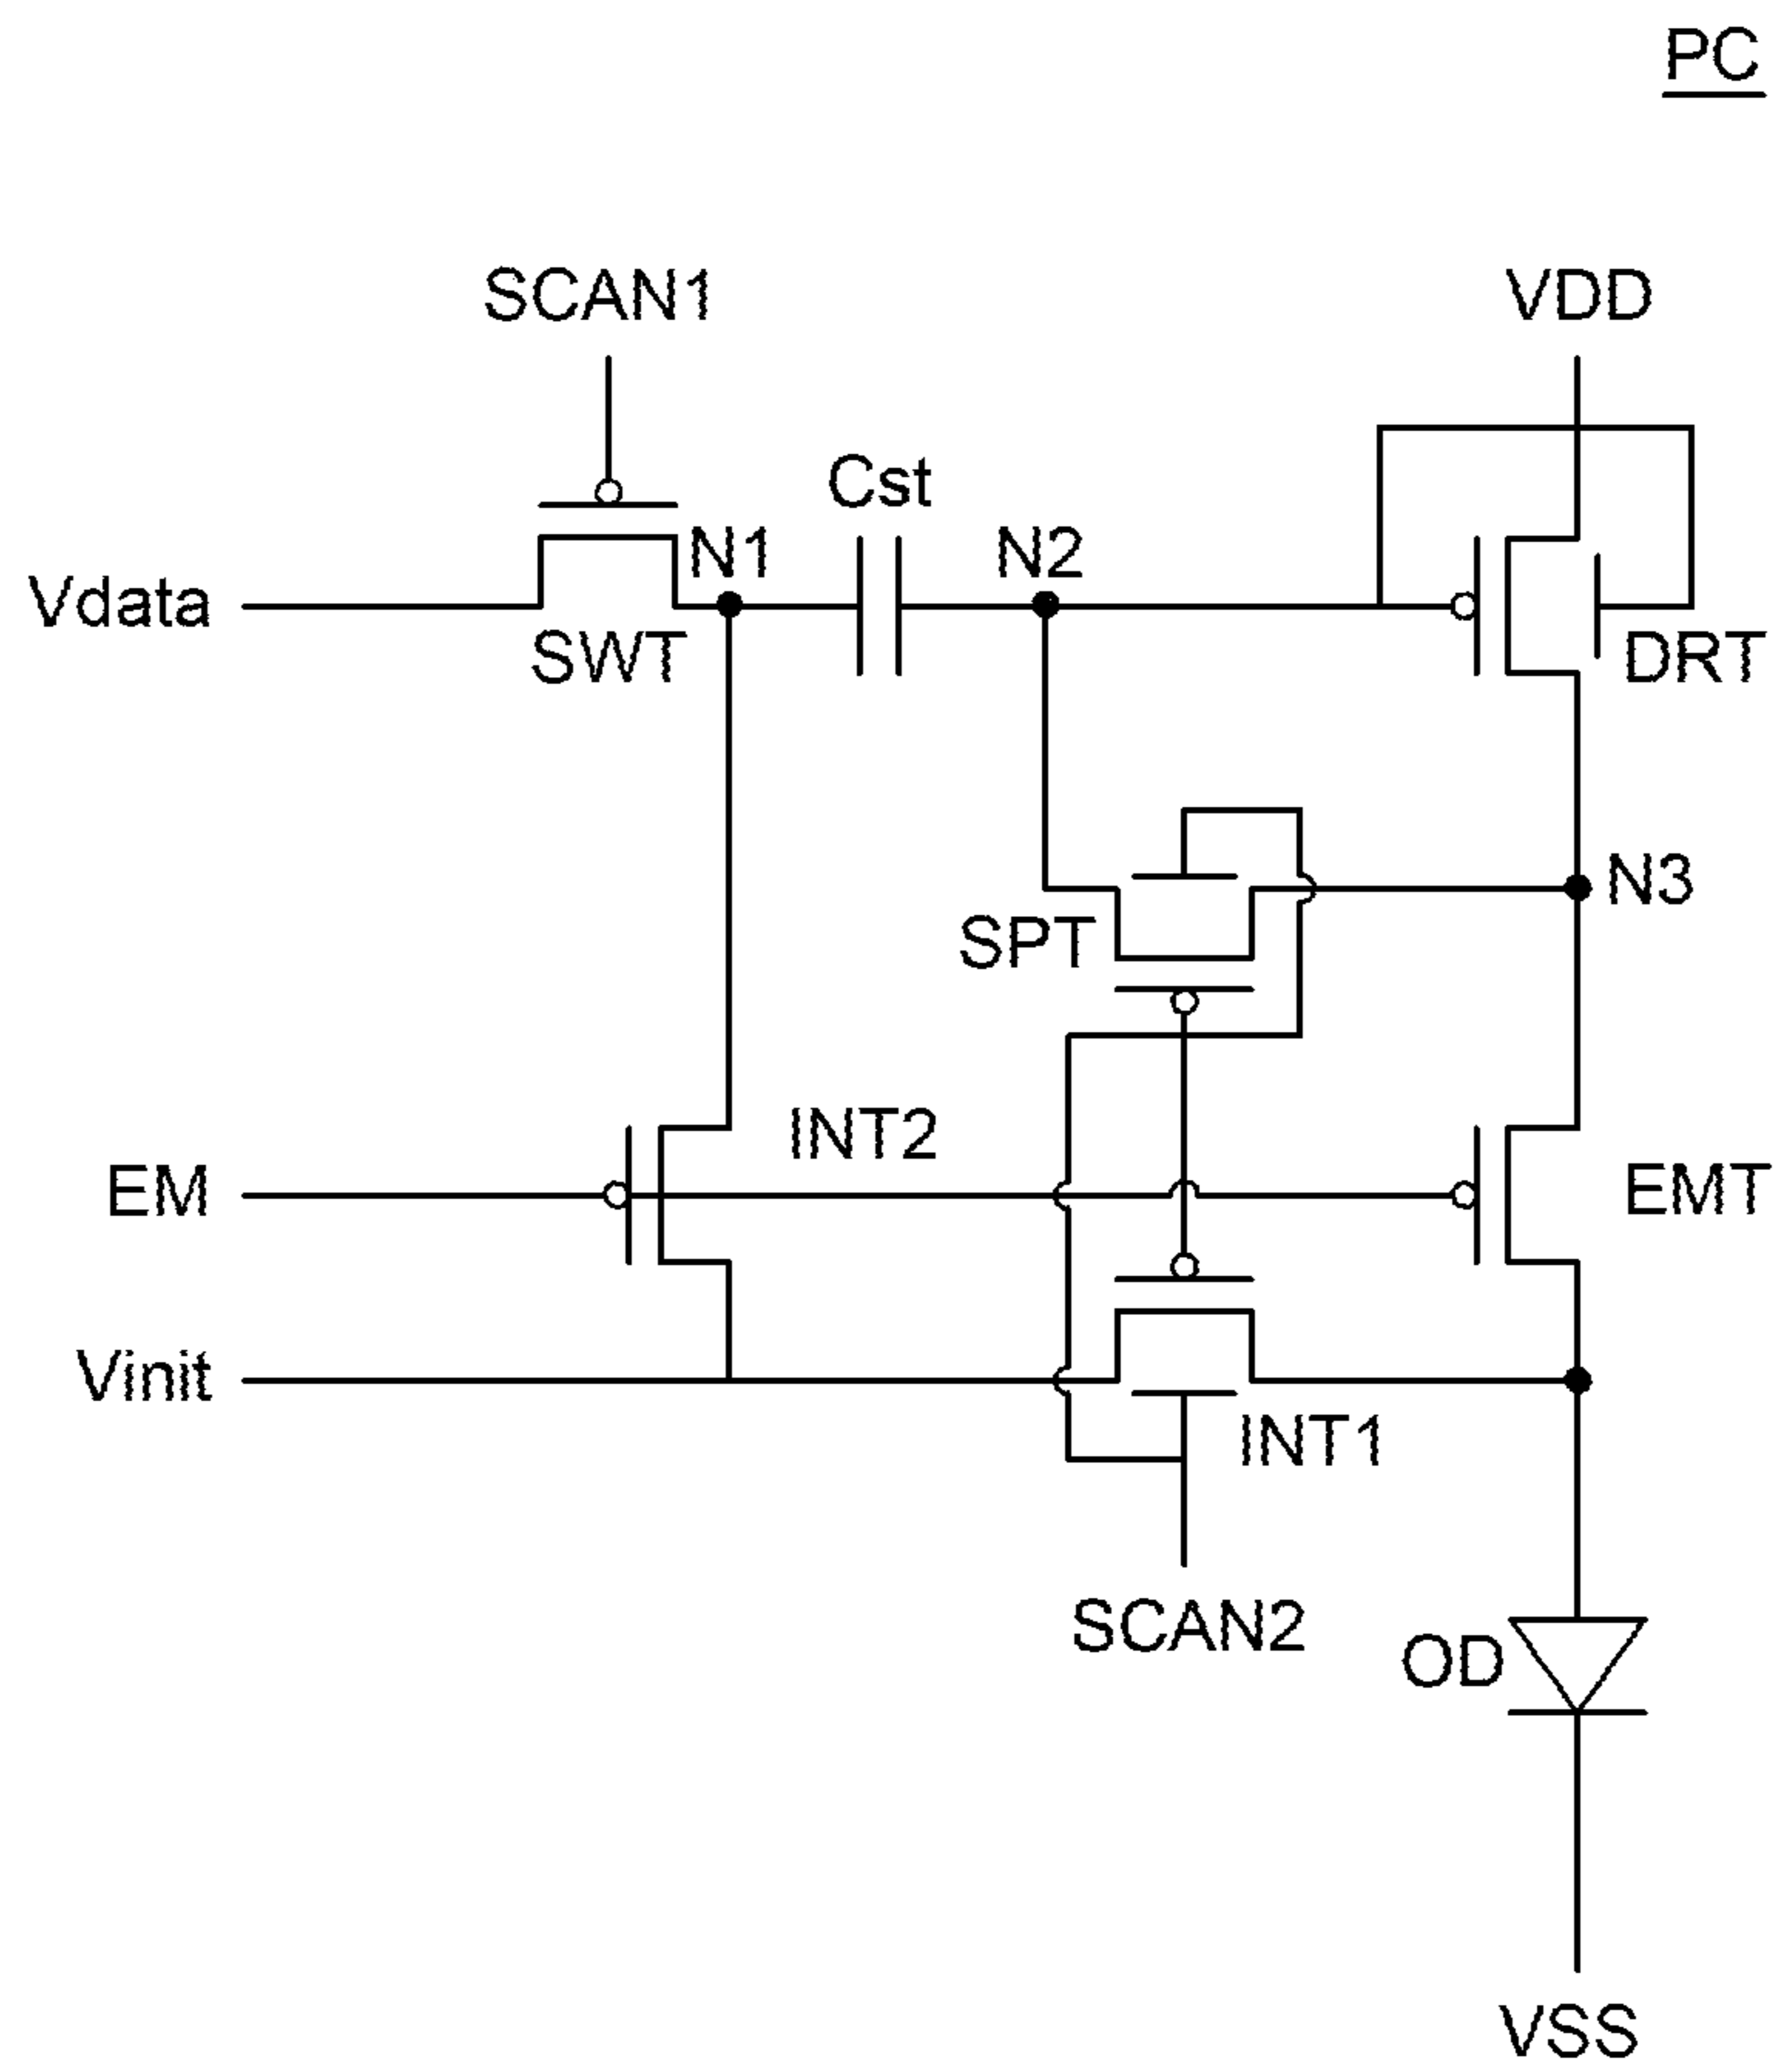 PC
SCAN1
VDD
Cst
N1
N2
Vdata
SWT
DRT
N3
SPT
INT2
EM
EMT
Vinit
INT1
SCAN2
OD
VSS